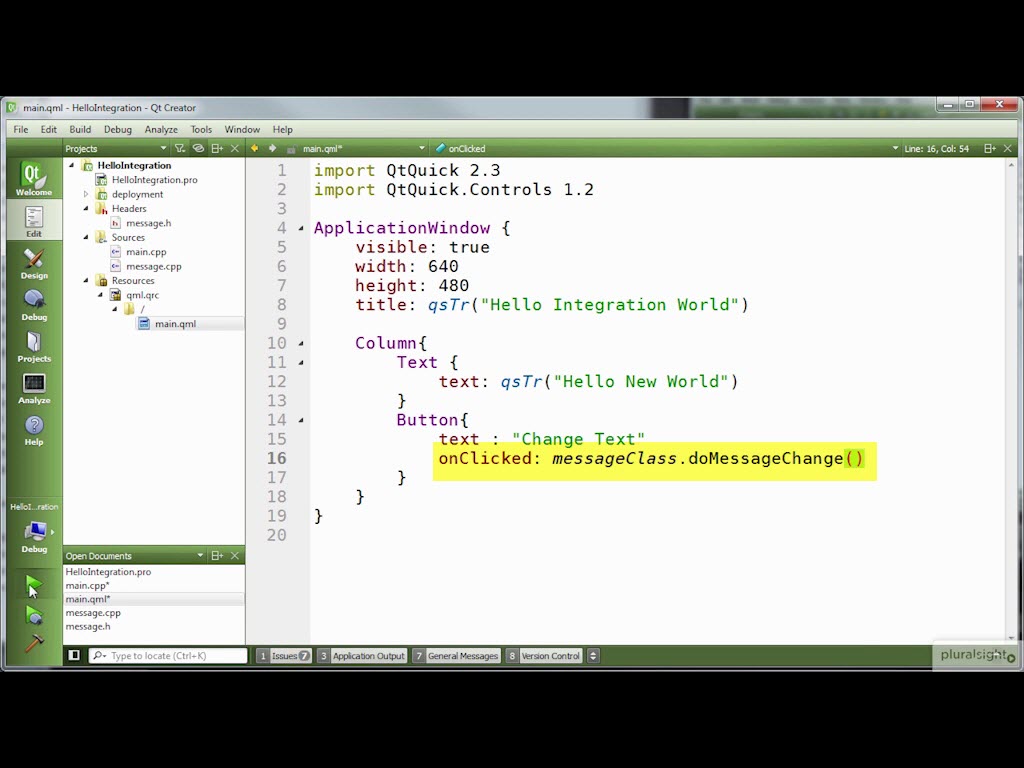 main.qml - HelloIntegration - Qt Creator
File Edit Build Debug Analyze Tools Window Help
Projects main.qml* onClicked Line: 16, Col: 54
Qt
Welcome
Edit
Design
Debug
Projects
Analyze
Help
HelloI...ration
Debug
HelloIntegration
HelloIntegration.pro
deployment
Headers
message.h
Sources
main.cpp
message.cpp
Resources
qml.qrc
/
main.qml
Open Documents
HelloIntegration.pro
main.cpp*
main.qml*
message.cpp
message.h
1 import QtQuick 2.3
2 import QtQuick.Controls 1.2
3
4 ApplicationWindow {
5 visible: true
6 width: 640
7 height: 480
8 title: qsTr("Hello Integration World")
9
10 Column{
11 Text {
12 text: qsTr("Hello New World")
13 }
14 Button{
15 text : "Change Text"
16 onClicked: messageClass.doMessageChange()
17 }
18 }
19 }
20
Type to locate (Ctrl+K) 1 Issues 7 3 Application Output 7 General Messages 8 Version Control
pluralsight